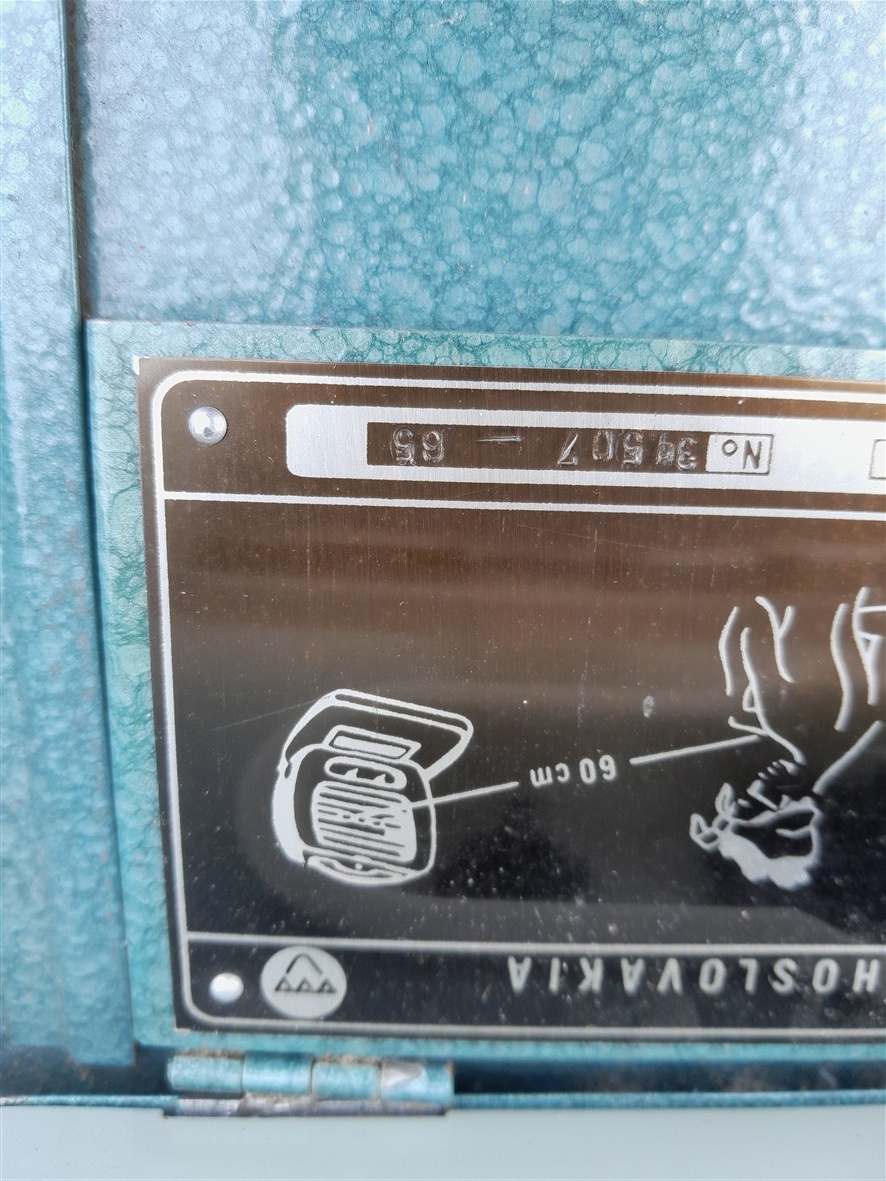 HOSLOVAKIA
60 cm
No 34507 - 65